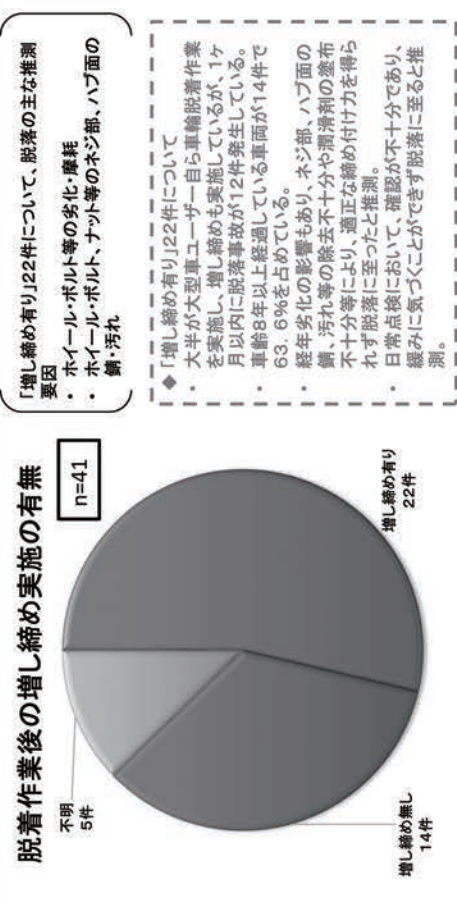 脱着作業後の増し締め実施の有無
n=41
不明
5件
増し締め無し
14件
増し締め有り
22件
「増し締め有り」22件について、脱落の主な推測
要因
・ ホイール・ボルト等の劣化・摩耗
・ ホイール・ボルト、ナット等のネジ部、ハブ面の
錆・汚れ
◆「増し締め有り」22件について
・ 大半が大型車ユーザー自ら車輪脱着作業
を実施し、増し締めも実施しているが、1ヶ
月以内に脱落事故が12件発生している。
・ 車齢8年以上経過している車両が14件で
63.6%を占めている。
・ 経年劣化の影響もあり、ネジ部、ハブ面の
錆、汚れ等の除去不十分や潤滑剤の塗布
不十分等により、適正な締め付け力を得ら
れず脱落に至ったと推測。
・ 日常点検において、確認が不十分であり、
緩みに気づくことができず脱落に至ると推
測。